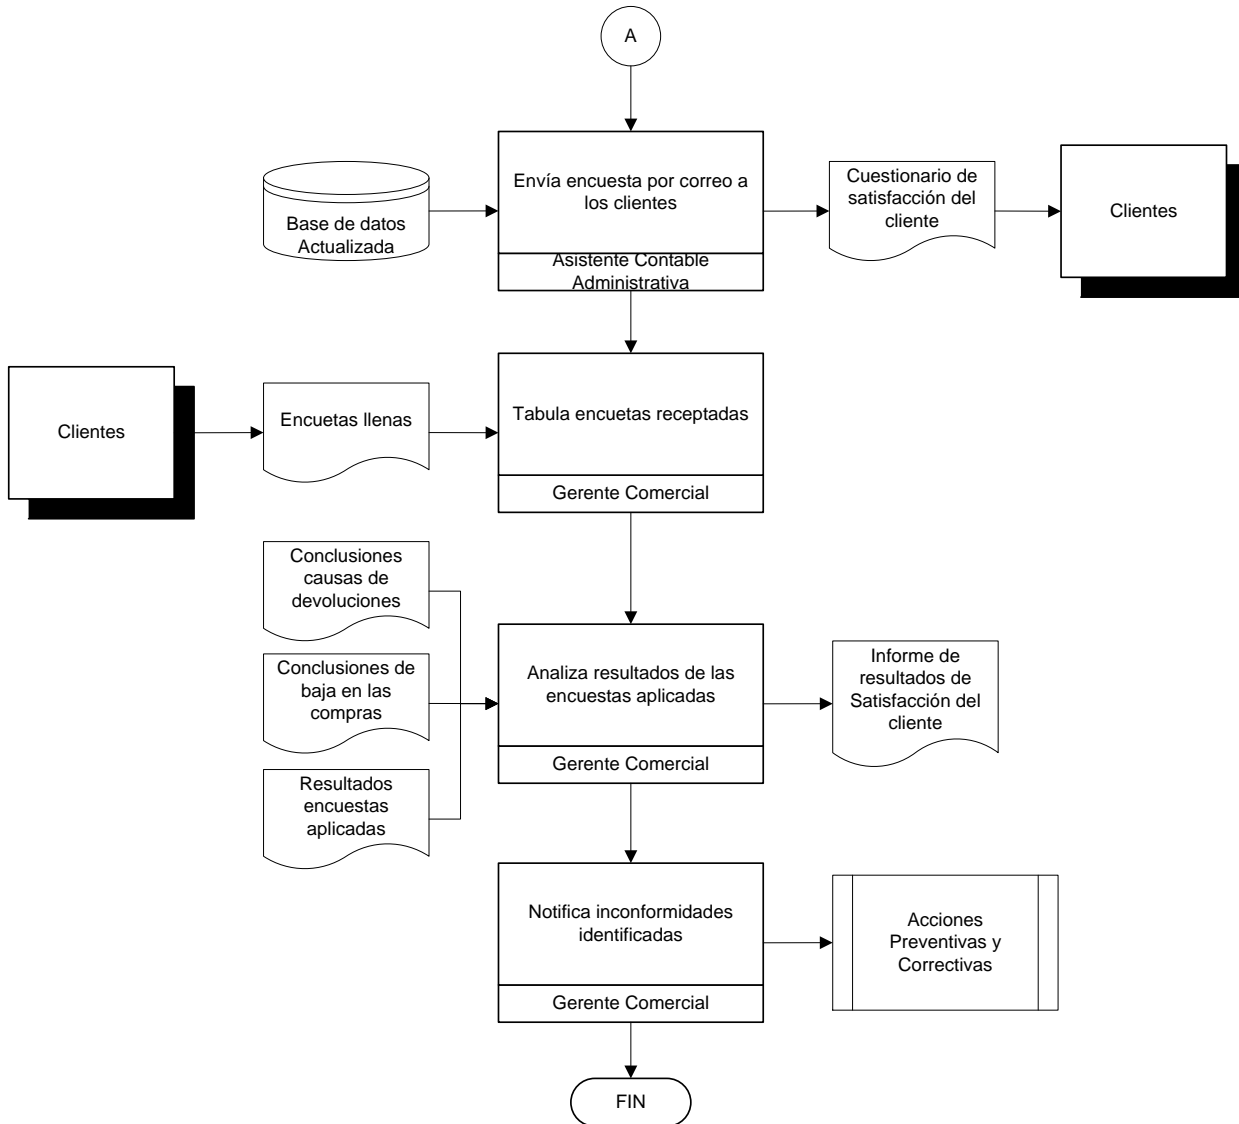 A
Base de datos
Actualizada
Envía encuesta por correo a
los clientes
Asistente Contable
Administrativa
Cuestionario de
satisfacción del
cliente
Clientes
Clientes
Encuetas llenas
Tabula encuetas receptadas
Gerente Comercial
Conclusiones
causas de
devoluciones
Conclusiones de
baja en las
compras
Resultados
encuestas
aplicadas
Analiza resultados de las
encuestas aplicadas
Gerente Comercial
Informe de
resultados de
Satisfacción del
cliente
Notifica inconformidades
identificadas
Gerente Comercial
Acciones
Preventivas y
Correctivas
FIN